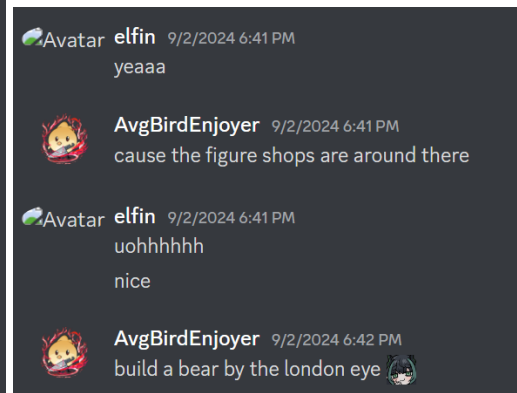 Avatar elfin 9/2/2024 6:41 PM
yeaaa
AvgBirdEnjoyer 9/2/2024 6:41 PM
cause the figure shops are around there
Avatar elfin 9/2/2024 6:41 PM
uohhhhhh
nice
AvgBirdEnjoyer 9/2/2024 6:42 PM
build a bear by the london eye